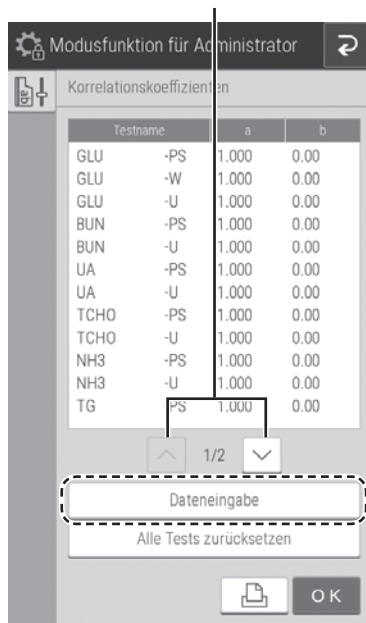 Modusfunktion für Administrator
Korrelationskoeffizienten
Testname a b
GLU -PS 1.000 0.00
GLU -W 1.000 0.00
GLU -U 1.000 0.00
BUN -PS 1.000 0.00
BUN -U 1.000 0.00
UA -PS 1.000 0.00
UA -U 1.000 0.00
TCHO -PS 1.000 0.00
TCHO -U 1.000 0.00
NH3 -PS 1.000 0.00
NH3 -U 1.000 0.00
TG -PS 1.000 0.00
1/2
Dateneingabe
Alle Tests zurücksetzen
OK